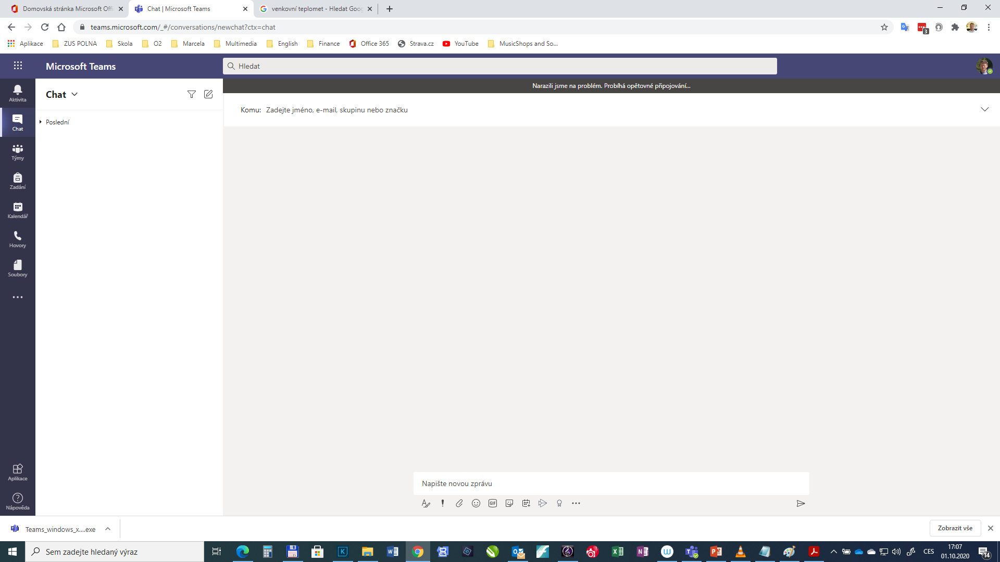 Domovská stránka Microsoft Offi
Chat | Microsoft Teams
venkovní teplomet - Hledat Goog
teams.microsoft.com/_#/conversations/newchat?ctx=chat
3
Aplikace
ZUS POLNA
Skola
O2
Marcela
Multimedia
English
Finance
Office 365
Strava.cz
YouTube
MusicShops and So...
Microsoft Teams
Hledat
Aktivita
Chat
Týmy
Zadání
Kalendář
Hovory
Soubory
Aplikace
Nápověda
Chat
Poslední
Narazili jsme na problém. Probíhá opětovné připojování...
Komu: Zadejte jméno, e-mail, skupinu nebo značku
Napište novou zprávu
GIF
Teams_windows_x....exe
Zobrazit vše
Sem zadejte hledaný výraz
CES
17:07
01.10.2020
14